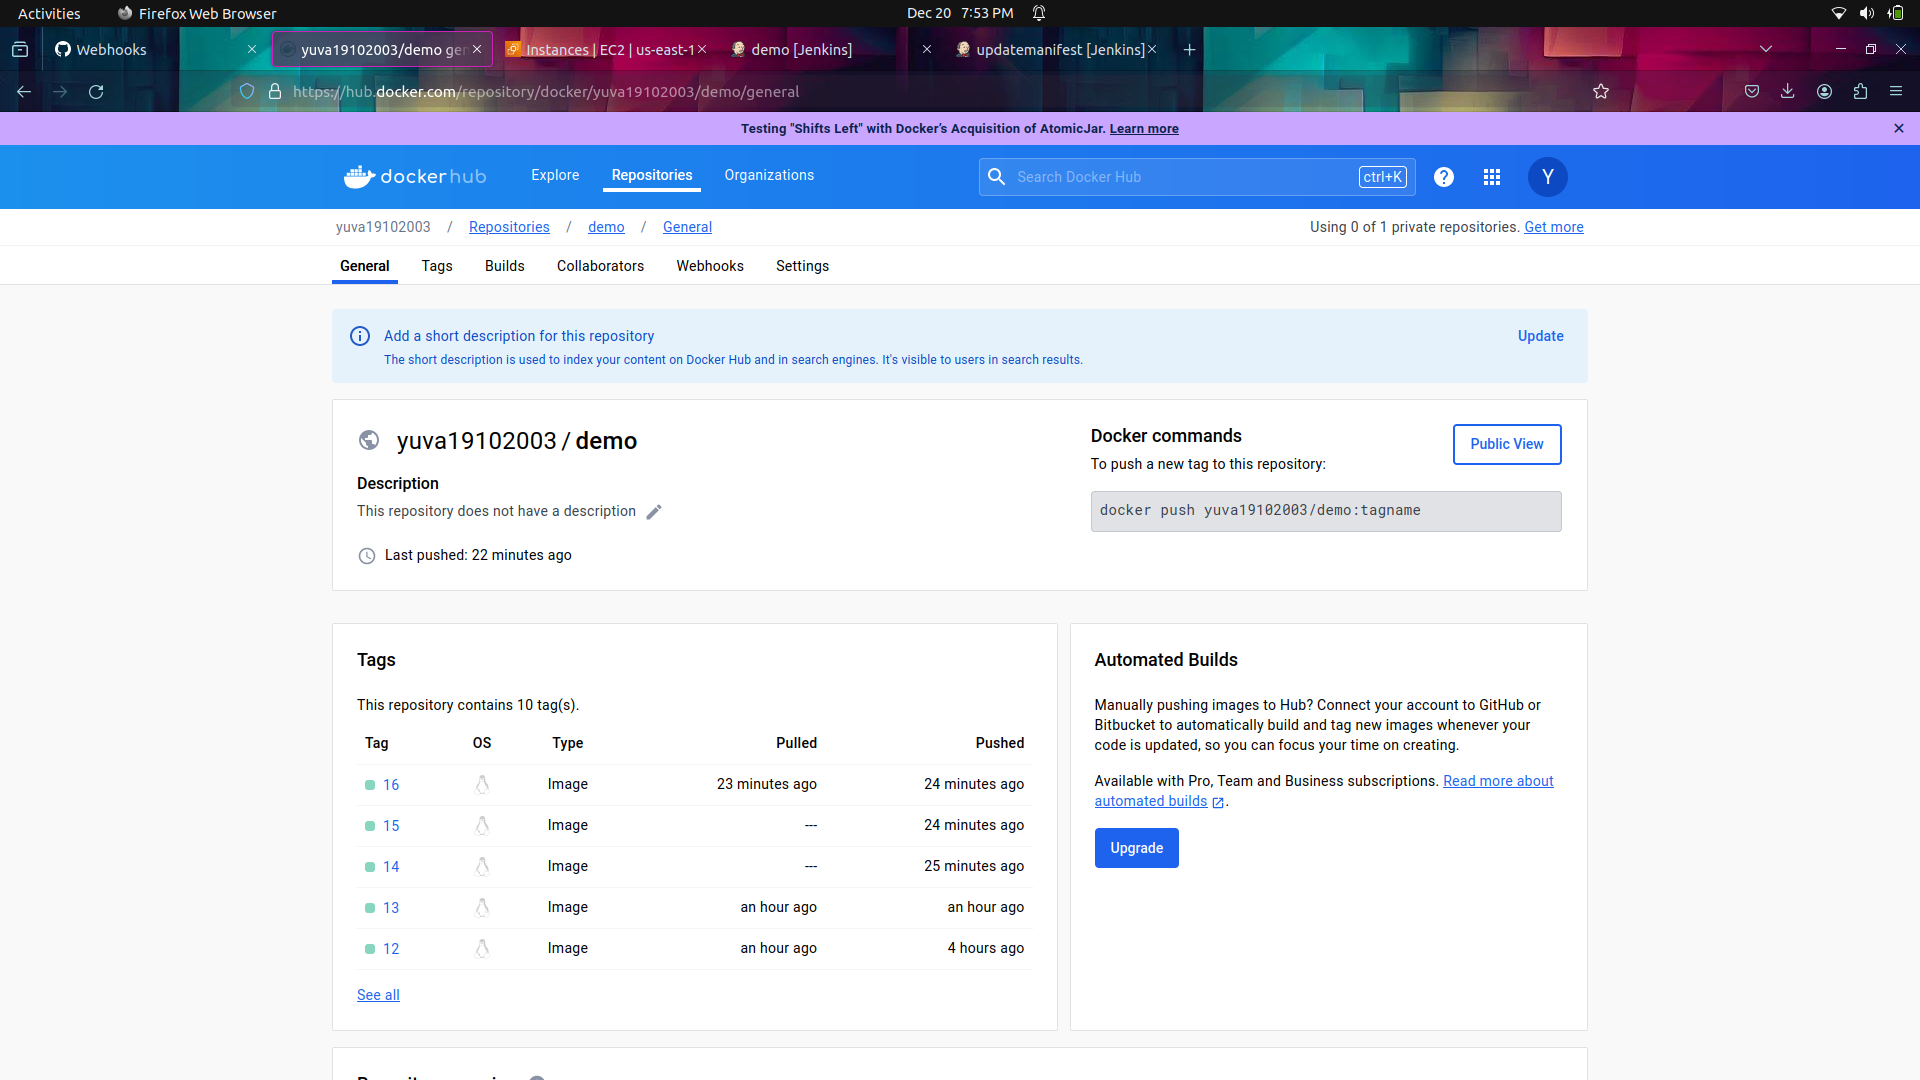 Activities Firefox Web Browser Dec 20 7:53 PM
Webhooks yuva19102003/demo gen Instances | EC2 | us-east-1 demo [Jenkins] updatemanifest [Jenkins]
https://hub.docker.com/repository/docker/yuva19102003/demo/general
Testing "Shifts Left" with Docker's Acquisition of AtomicJar. Learn more
dockerhub Explore Repositories Organizations Search Docker Hub ctrl+K ? Y
yuva19102003 / Repositories / demo / General Using 0 of 1 private repositories. Get more
General Tags Builds Collaborators Webhooks Settings
Add a short description for this repository Update
The short description is used to index your content on Docker Hub and in search engines. It's visible to users in search results.
yuva19102003 / demo
Description
This repository does not have a description
Last pushed: 22 minutes ago
Docker commands
Public View
To push a new tag to this repository:
docker push yuva19102003/demo:tagname
Tags
This repository contains 10 tag(s).
Tag OS Type Pulled Pushed
16 Image 23 minutes ago 24 minutes ago
15 Image --- 24 minutes ago
14 Image --- 25 minutes ago
13 Image an hour ago an hour ago
12 Image an hour ago 4 hours ago
See all
Automated Builds
Manually pushing images to Hub? Connect your account to GitHub or
Bitbucket to automatically build and tag new images whenever your
code is updated, so you can focus your time on creating.
Available with Pro, Team and Business subscriptions. Read more about
automated builds .
Upgrade